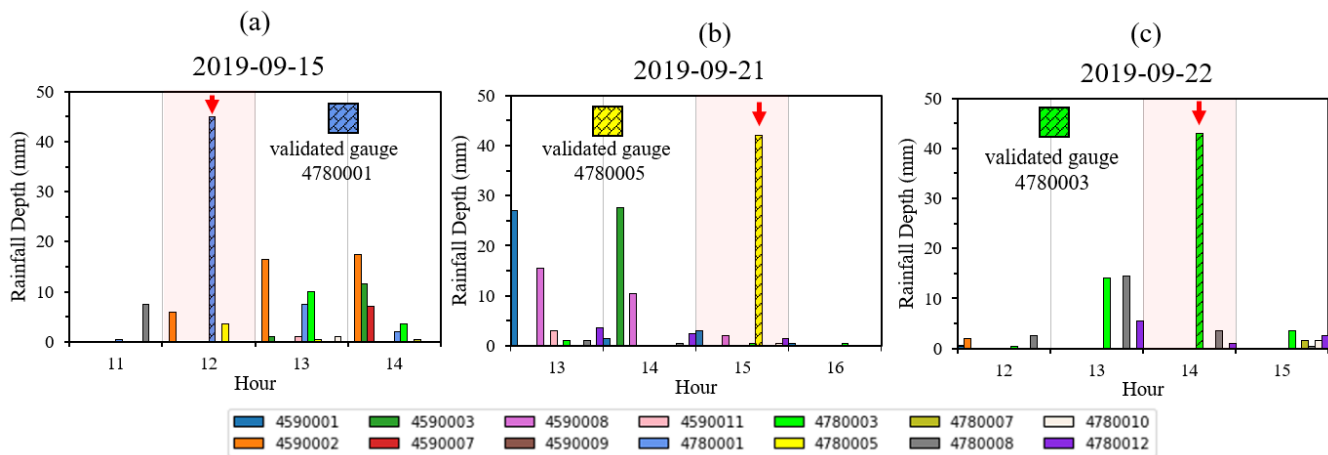 (a)
2019-09-15
Rainfall Depth (mm)
50
40
30
20
10
0
validated gauge
4780001
11
12
13
14
Hour
(b)
2019-09-21
Rainfall Depth (mm)
50
40
30
20
10
0
validated gauge
4780005
13
14
15
16
Hour
(c)
2019-09-22
Rainfall Depth (mm)
50
40
30
20
10
0
validated gauge
4780003
12
13
14
15
Hour
4590001 4590003 4590008 4590011 4780003 4780007 4780010
4590002 4590007 4590009 4780001 4780005 4780008 4780012